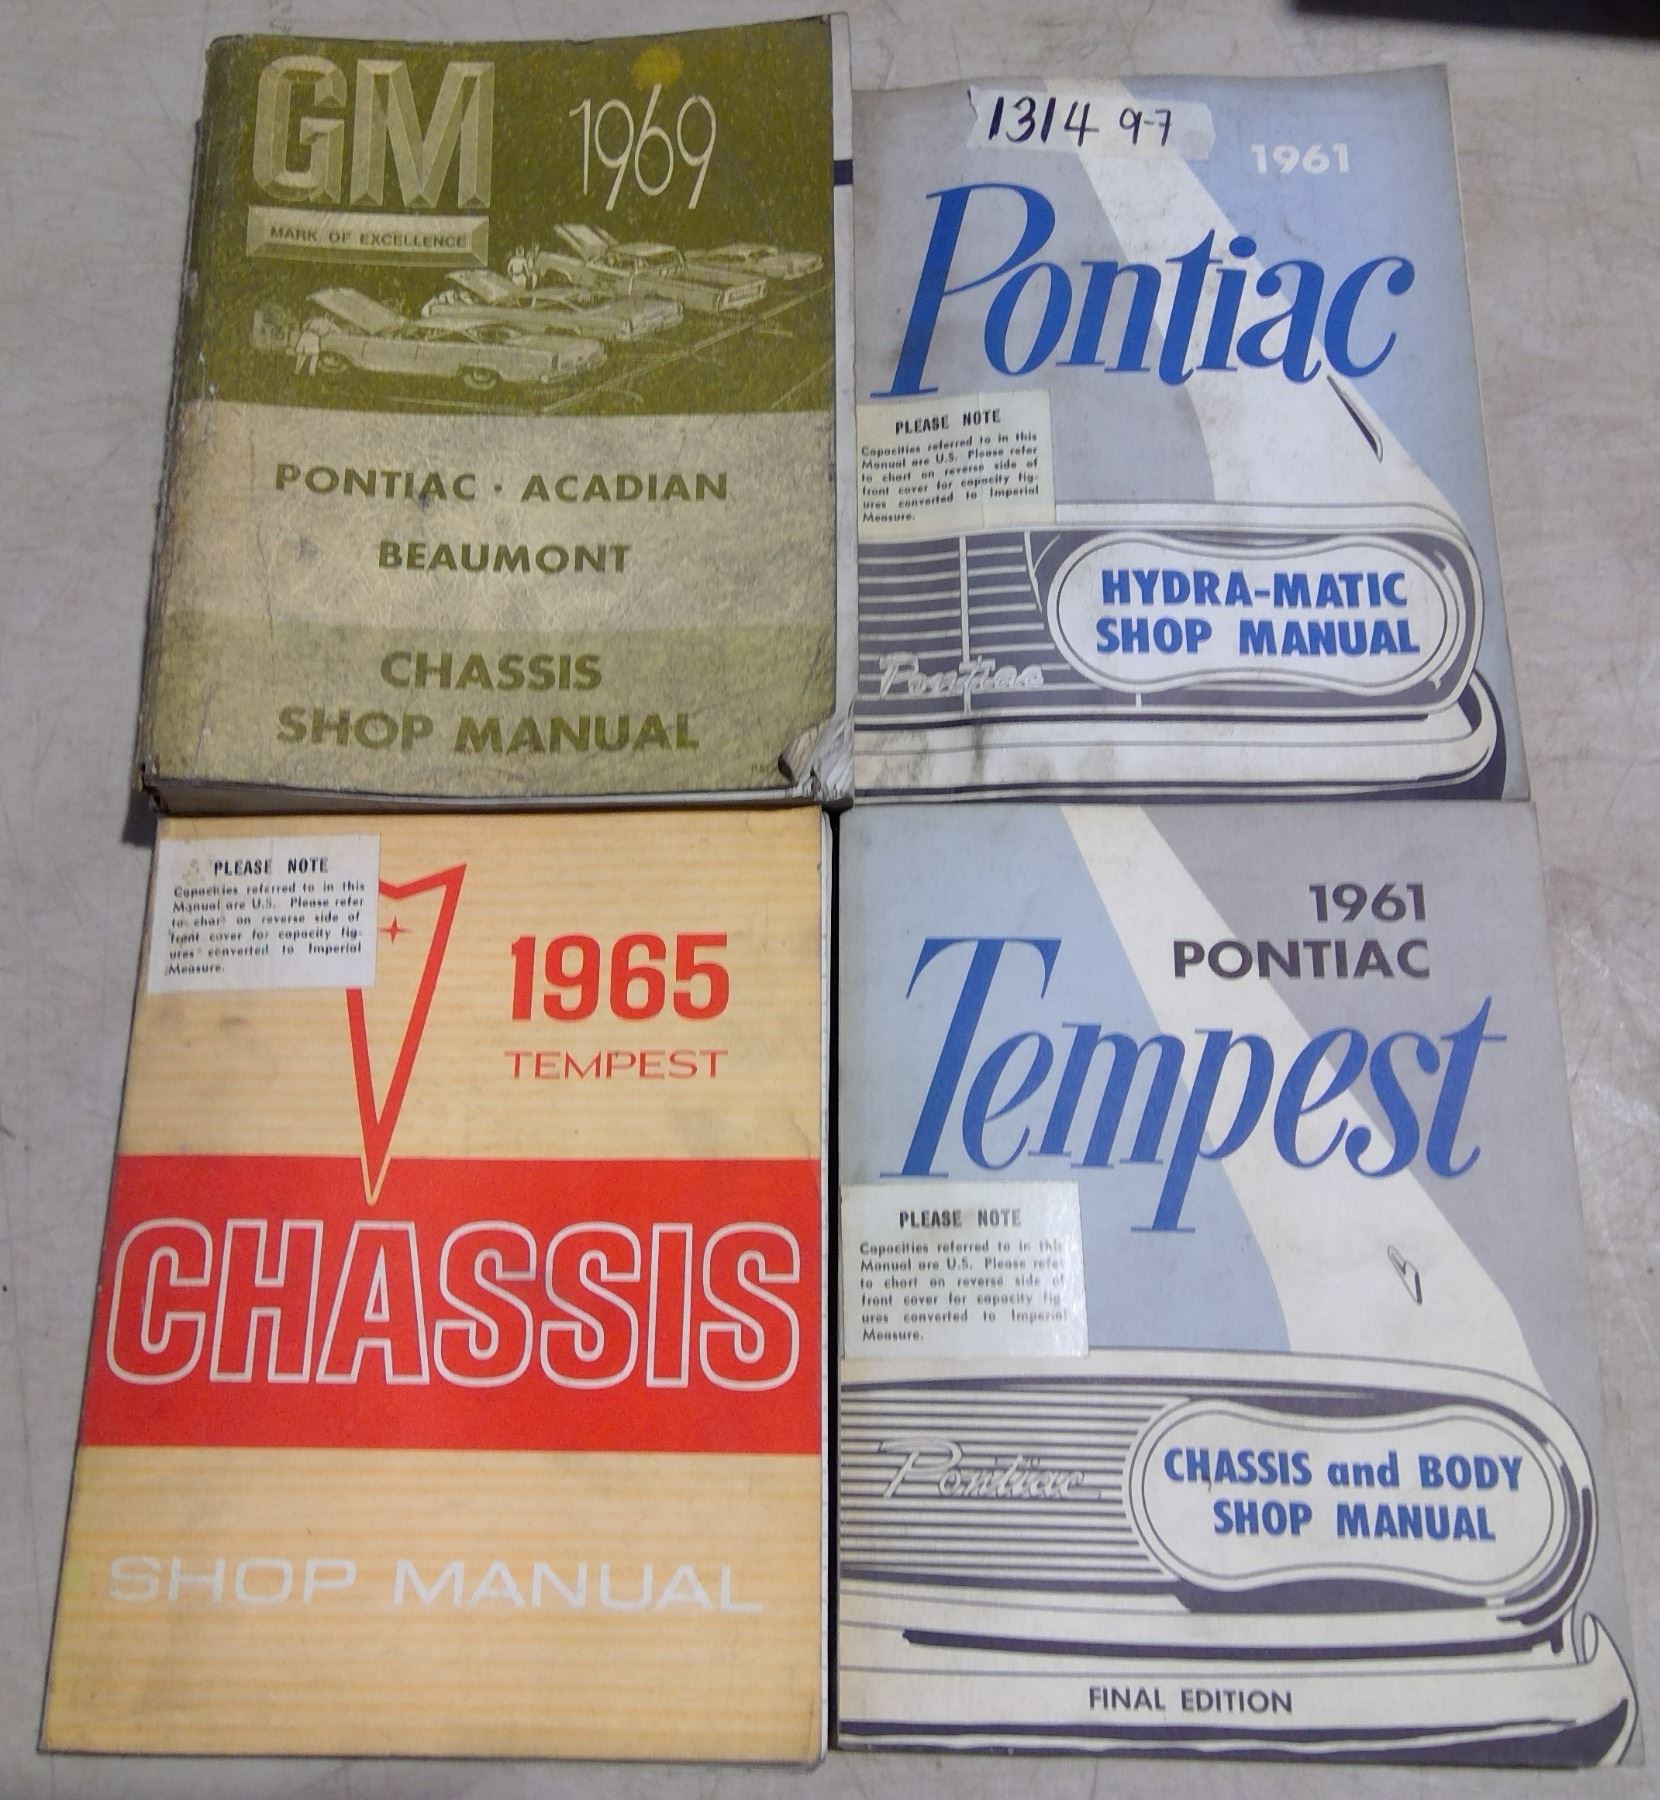 GM
1969
MARK OF EXCELLENCE
PONTIAC · ACADIAN
BEAUMONT
CHASSIS
SHOP MANUAL
1314 9-7
1961
Pontiac
PLEASE NOTE
Capacities referred to in this
Manual are U.S. Please refer
to chart on reverse side of
front cover for capacity fig-
ures converted to Imperial
Measure.
HYDRA-MATIC
SHOP MANUAL
Pontiac
PLEASE NOTE
Capacities referred to in this
Manual are U.S. Please refer
to chart on reverse side of
front cover for capacity fig-
ures converted to Imperial
Measure.
1965
TEMPEST
CHASSIS
SHOP MANUAL
1961
PONTIAC
Tempest
PLEASE NOTE
Capacities referred to in this
Manual are U.S. Please refer
to chart on reverse side of
front cover for capacity fig-
ures converted to Imperial
Measure.
Pontiac
CHASSIS and BODY
SHOP MANUAL
FINAL EDITION